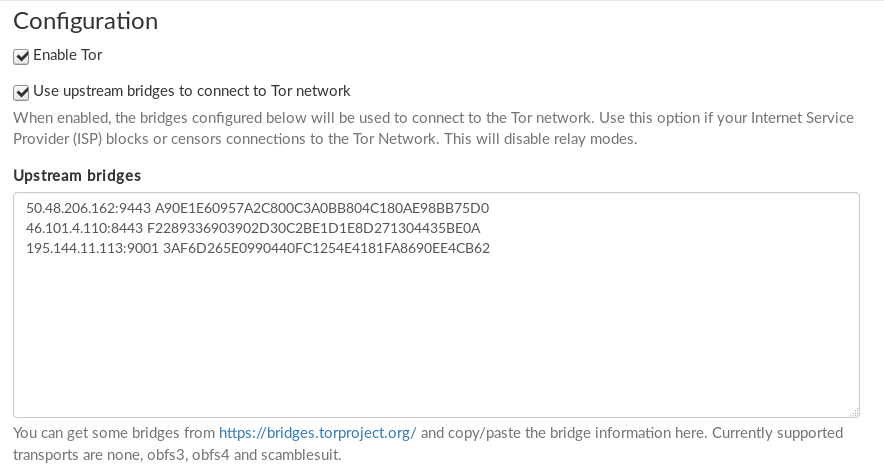 Configuration
Enable Tor
Use upstream bridges to connect to Tor network
When enabled, the bridges configured below will be used to connect to the Tor network. Use this option if your Internet Service
Provider (ISP) blocks or censors connections to the Tor Network. This will disable relay modes.
Upstream bridges
50.48.206.162:9443 A90E1E60957A2C800C3A0BB804C180AE98BB75D0
46.101.4.110:8443 F2289336903902D30C2BE1D1E8D271304435BE0A
195.144.11.113:9001 3AF6D265E0990440FC1254E4181FA8690EE4CB62
You can get some bridges from https://bridges.torproject.org/ and copy/paste the bridge information here. Currently supported
transports are none, obfs3, obfs4 and scamblesuit.